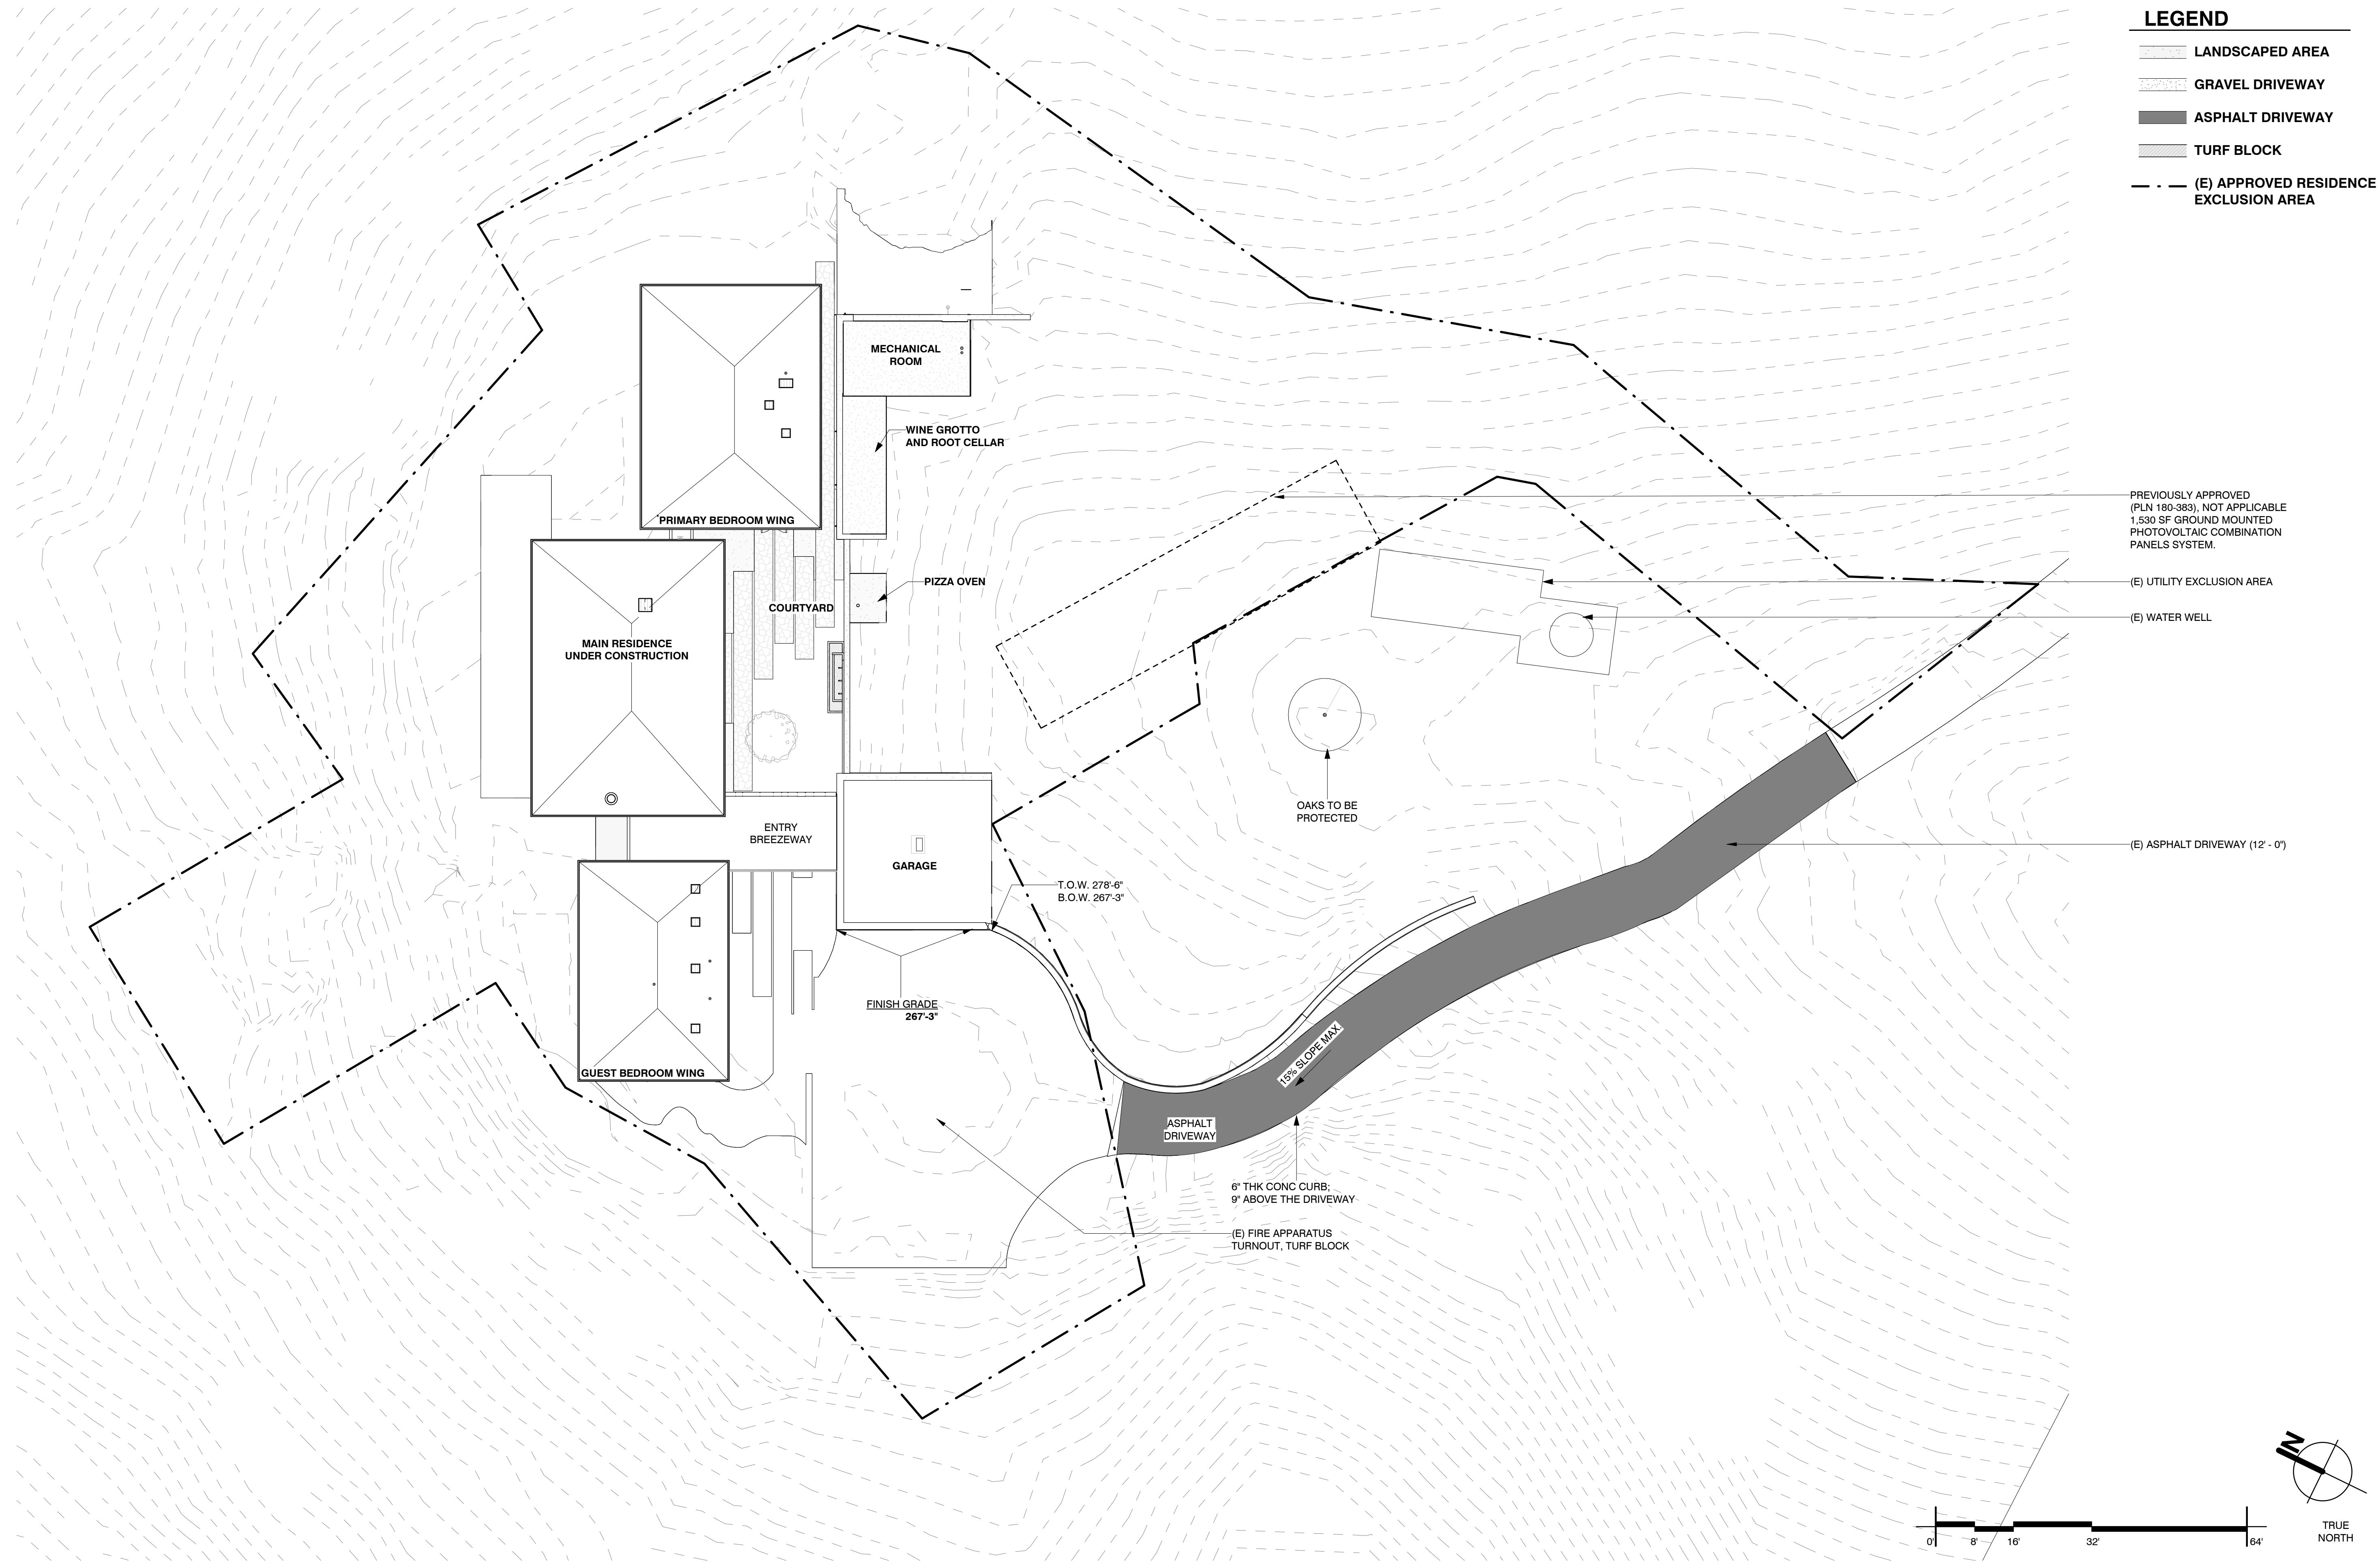 LEGEND
LANDSCAPED AREA
GRAVEL DRIVEWAY
ASPHALT DRIVEWAY
TURF BLOCK
(E) APPROVED RESIDENCE
EXCLUSION AREA
MECHANICAL
ROOM
WINE GROTTO
AND ROOT CELLAR
PRIMARY BEDROOM WING
PREVIOUSLY APPROVED
(PLN 180-383), NOT APPLICABLE
1,530 SF GROUND MOUNTED
PHOTOVOLTAIC COMBINATION
PANELS SYSTEM.
PIZZA OVEN
(E) UTILITY EXCLUSION AREA
COURTYARD
(E) WATER WELL
MAIN RESIDENCE
UNDER CONSTRUCTION
OAKS TO BE
PROTECTED
ENTRY
BREEZEWAY
(E) ASPHALT DRIVEWAY (12' - 0")
GARAGE
T.O.W. 278'-6"
B.O.W. 267'-3"
FINISH GRADE
267'-3"
15% SLOPE MAX.
GUEST BEDROOM WING
ASPHALT
DRIVEWAY
6" THK CONC CURB;
9" ABOVE THE DRIVEWAY
(E) FIRE APPARATUS
TURNOUT, TURF BLOCK
N
0' 8' 16' 32' 64'
TRUE
NORTH